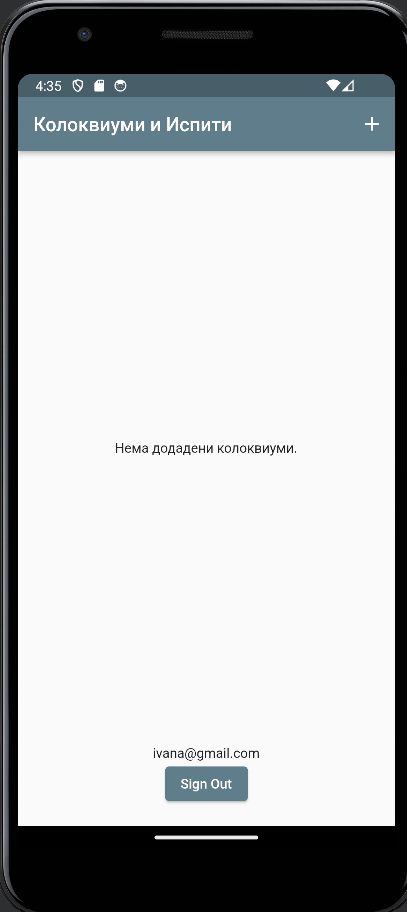 4:35
Колоквиуми и Испити
Нема додадени колоквиуми.
ivana@gmail.com
Sign Out